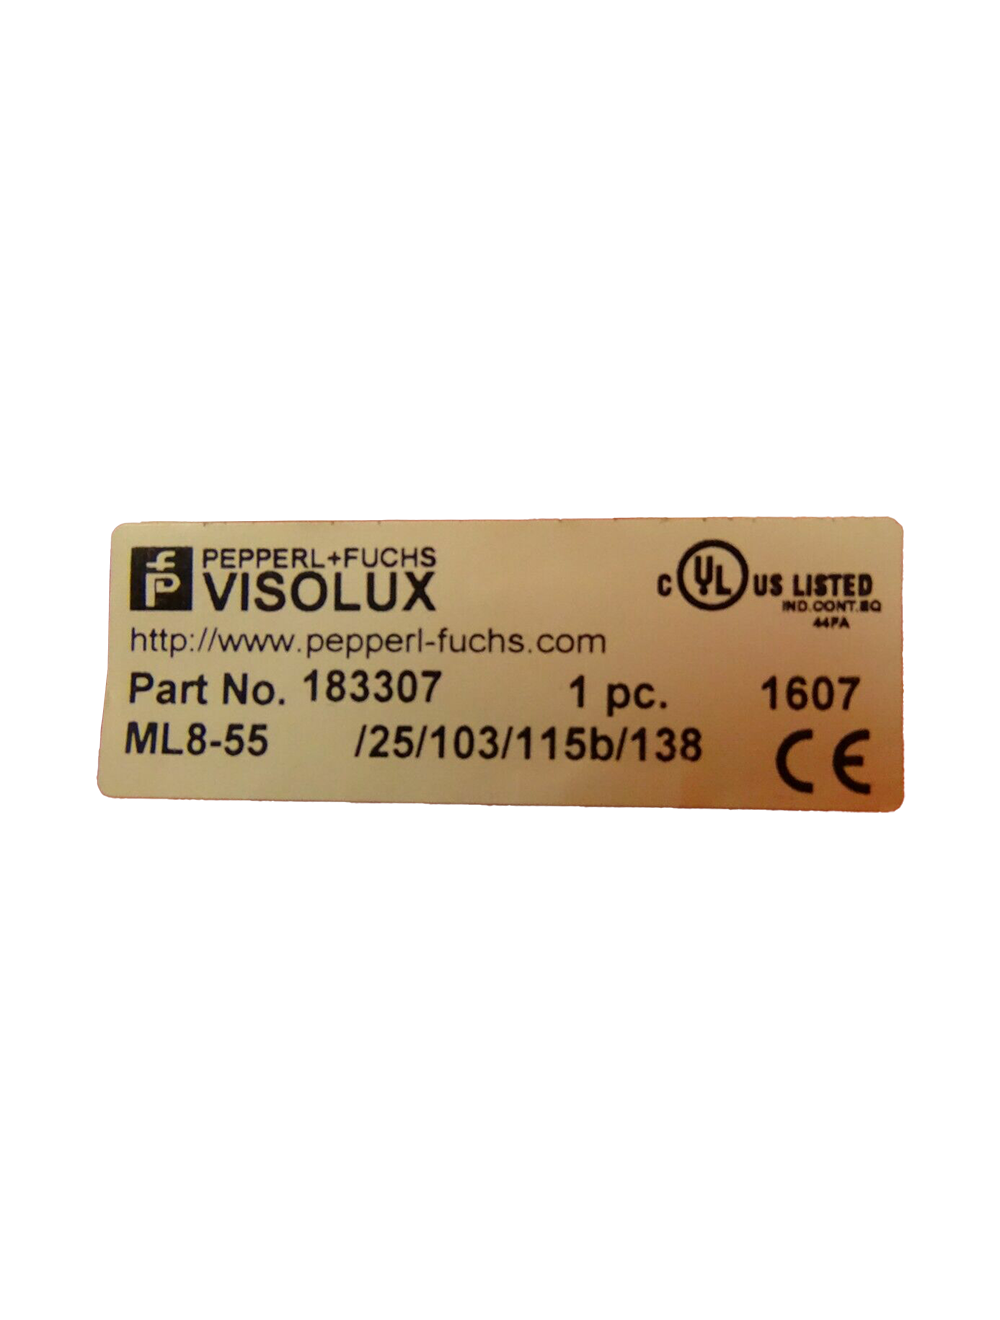 fP PEPPERL+FUCHS
VISOLUX
http://www.pepperl-fuchs.com
C UL US LISTED
IND.CONT.EQ
44FA
Part No. 183307 1 pc. 1607
ML8-55 /25/103/115b/138 CE